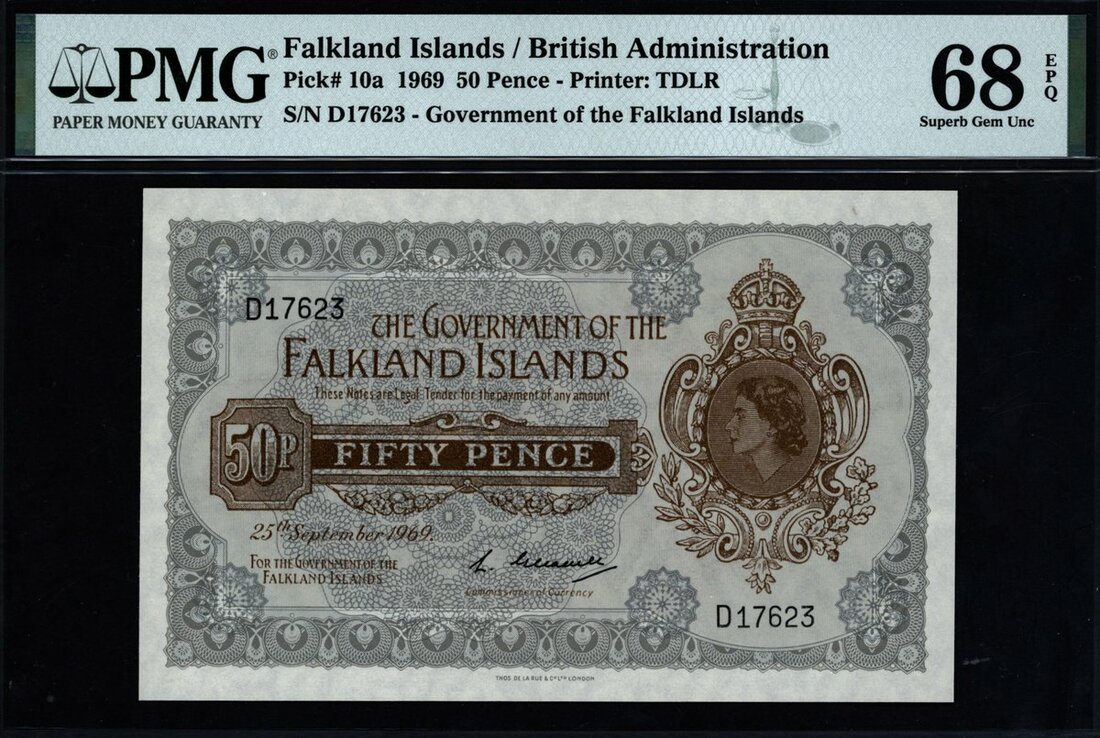 PMG®
PAPER MONEY GUARANTY
Falkland Islands / British Administration
Pick# 10a 1969 50 Pence - Printer: TDLR
S/N D17623 - Government of the Falkland Islands
68 EPQ
Superb Gem Unc
D17623
THE GOVERNMENT OF THE
FALKLAND ISLANDS
These Notes are Legal Tender for the payment of any amount
50P
FIFTY PENCE
25th September 1969.
FOR THE GOVERNMENT OF THE
FALKLAND ISLANDS
Commissioner of Currency
D17623
THOS DE LA RUE & Co LTD LONDON